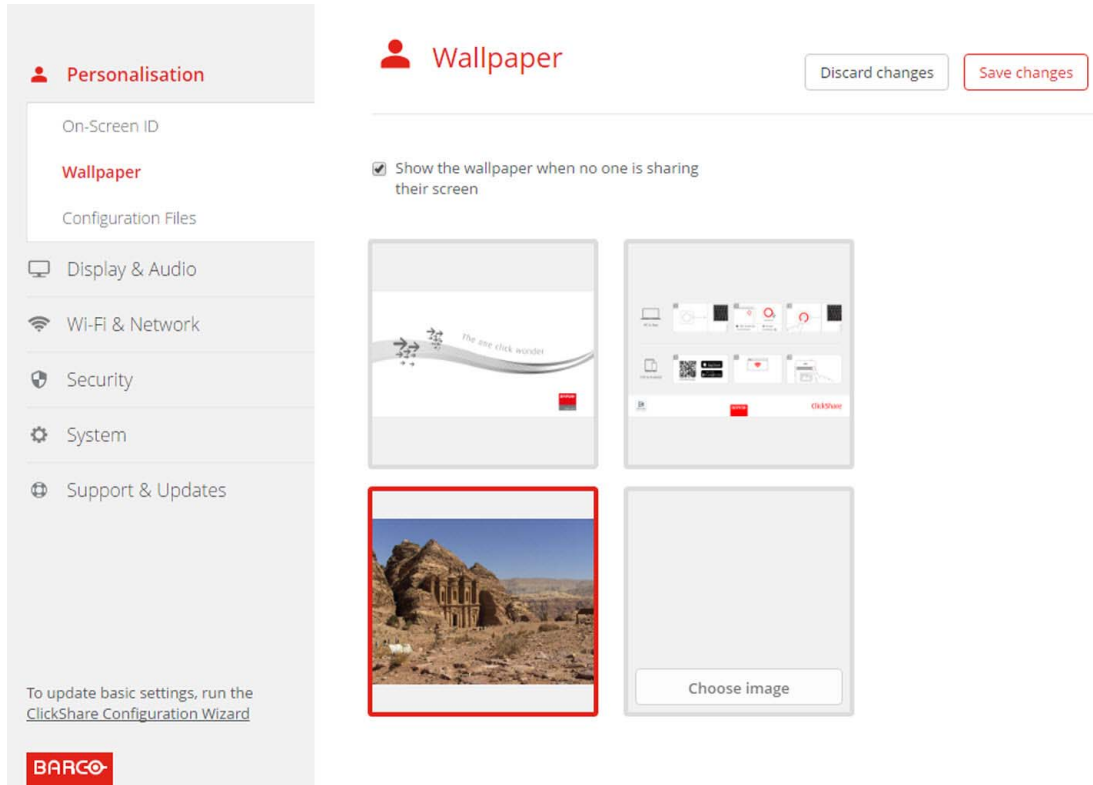 Personalisation
On-Screen ID
Wallpaper
Configuration Files
Display & Audio
Wi-Fi & Network
Security
System
Support & Updates
To update basic settings, run the
ClickShare Configuration Wizard
BARCO
Wallpaper
Discard changes
Save changes
Show the wallpaper when no one is sharing
their screen
The one click wonder
ClickShare
Choose image